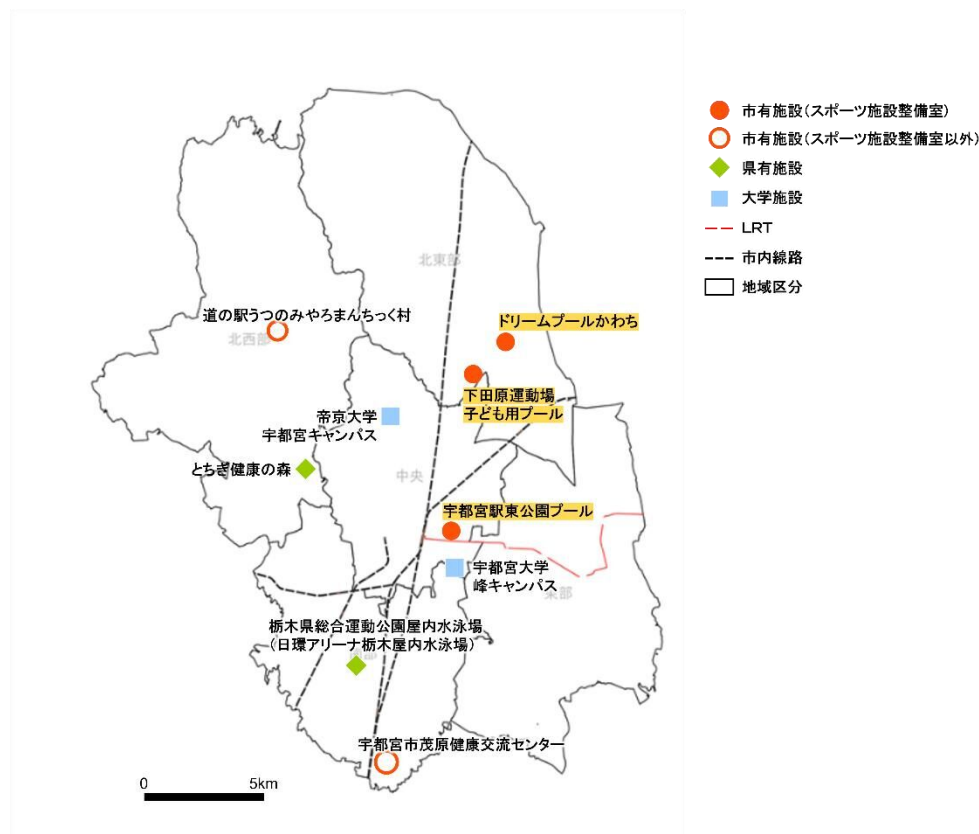 市有施設(スポーツ施設整備室)
市有施設(スポーツ施設整備室以外)
県有施設
大学施設
LRT
市内線路
地域区分
北東部
道の駅うつのみやろまんちっく村
北西部
ドリームプールかわち
下田原運動場
子ども用プール
帝京大学
宇都宮キャンパス
とちぎ健康の森
中央
宇都宮駅東公園プール
宇都宮大学
峰キャンパス
東部
栃木県総合運動公園屋内水泳場
(日環アリーナ栃木屋内水泳場)
宇都宮市茂原健康交流センター
0
5km